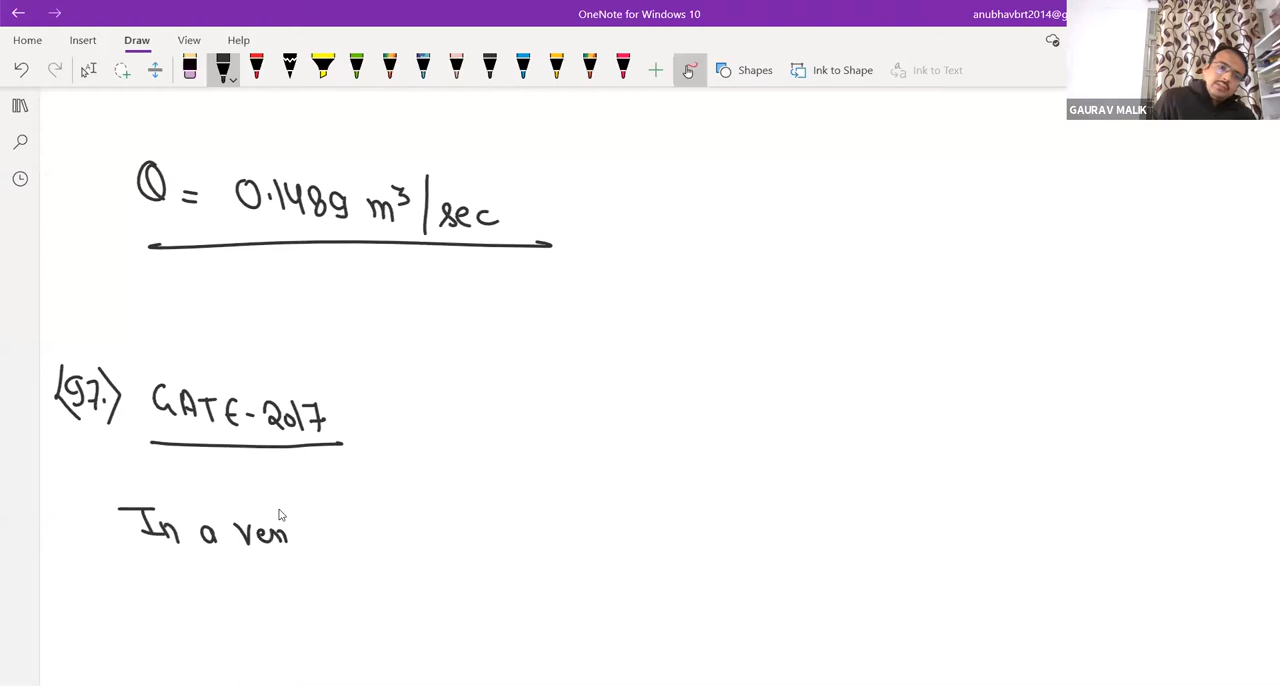 OneNote for Windows 10
anubhavbrt2014@g
Home Insert Draw View Help
Shapes Ink to Shape Ink to Text
GAURAV MALIK
Q = 0.1489 m³/sec
<97.> GATE-2017
In a ven